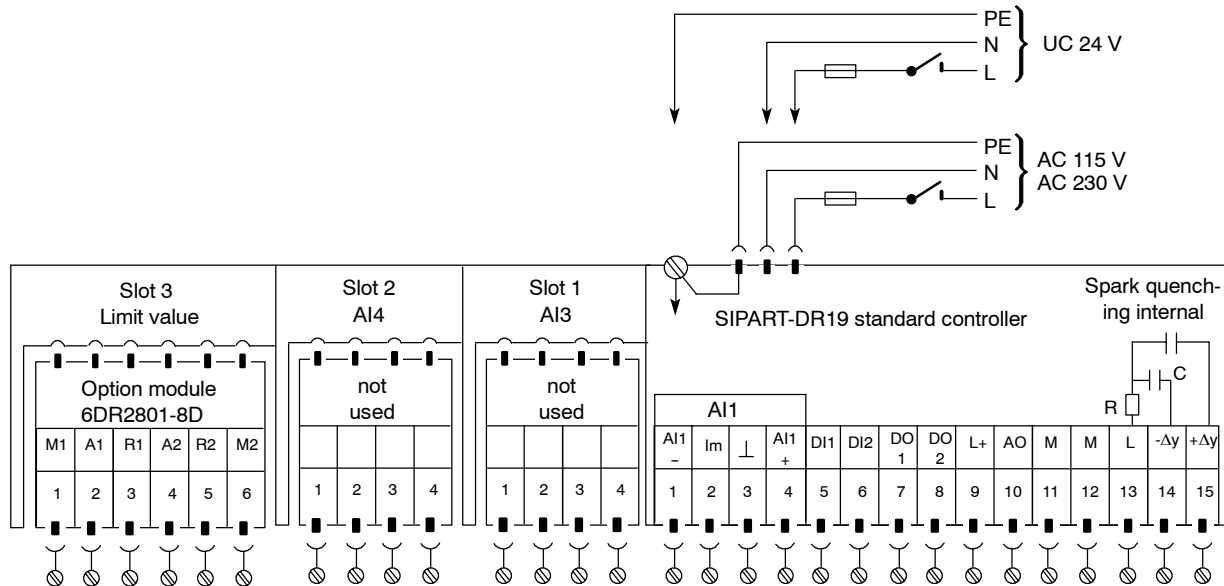 PE
N
UC 24 V
L
PE
AC 115 V
N
AC 230 V
L
Slot 3
Limit value
Slot 2
AI4
Slot 1
AI3
SIPART-DR19 standard controller
Spark quench-
ing internal
C
R
Option module
6DR2801-8D
not
used
not
used
AI1
M1 A1 R1 A2 R2 M2
AI1 − Im ⊥ AI1 + DI1 DI2 DO 1 DO 2 L+ AO M M L -Δy +Δy
1 2 3 4 5 6
1 2 3 4
1 2 3 4
1 2 3 4 5 6 7 8 9 10 11 12 13 14 15